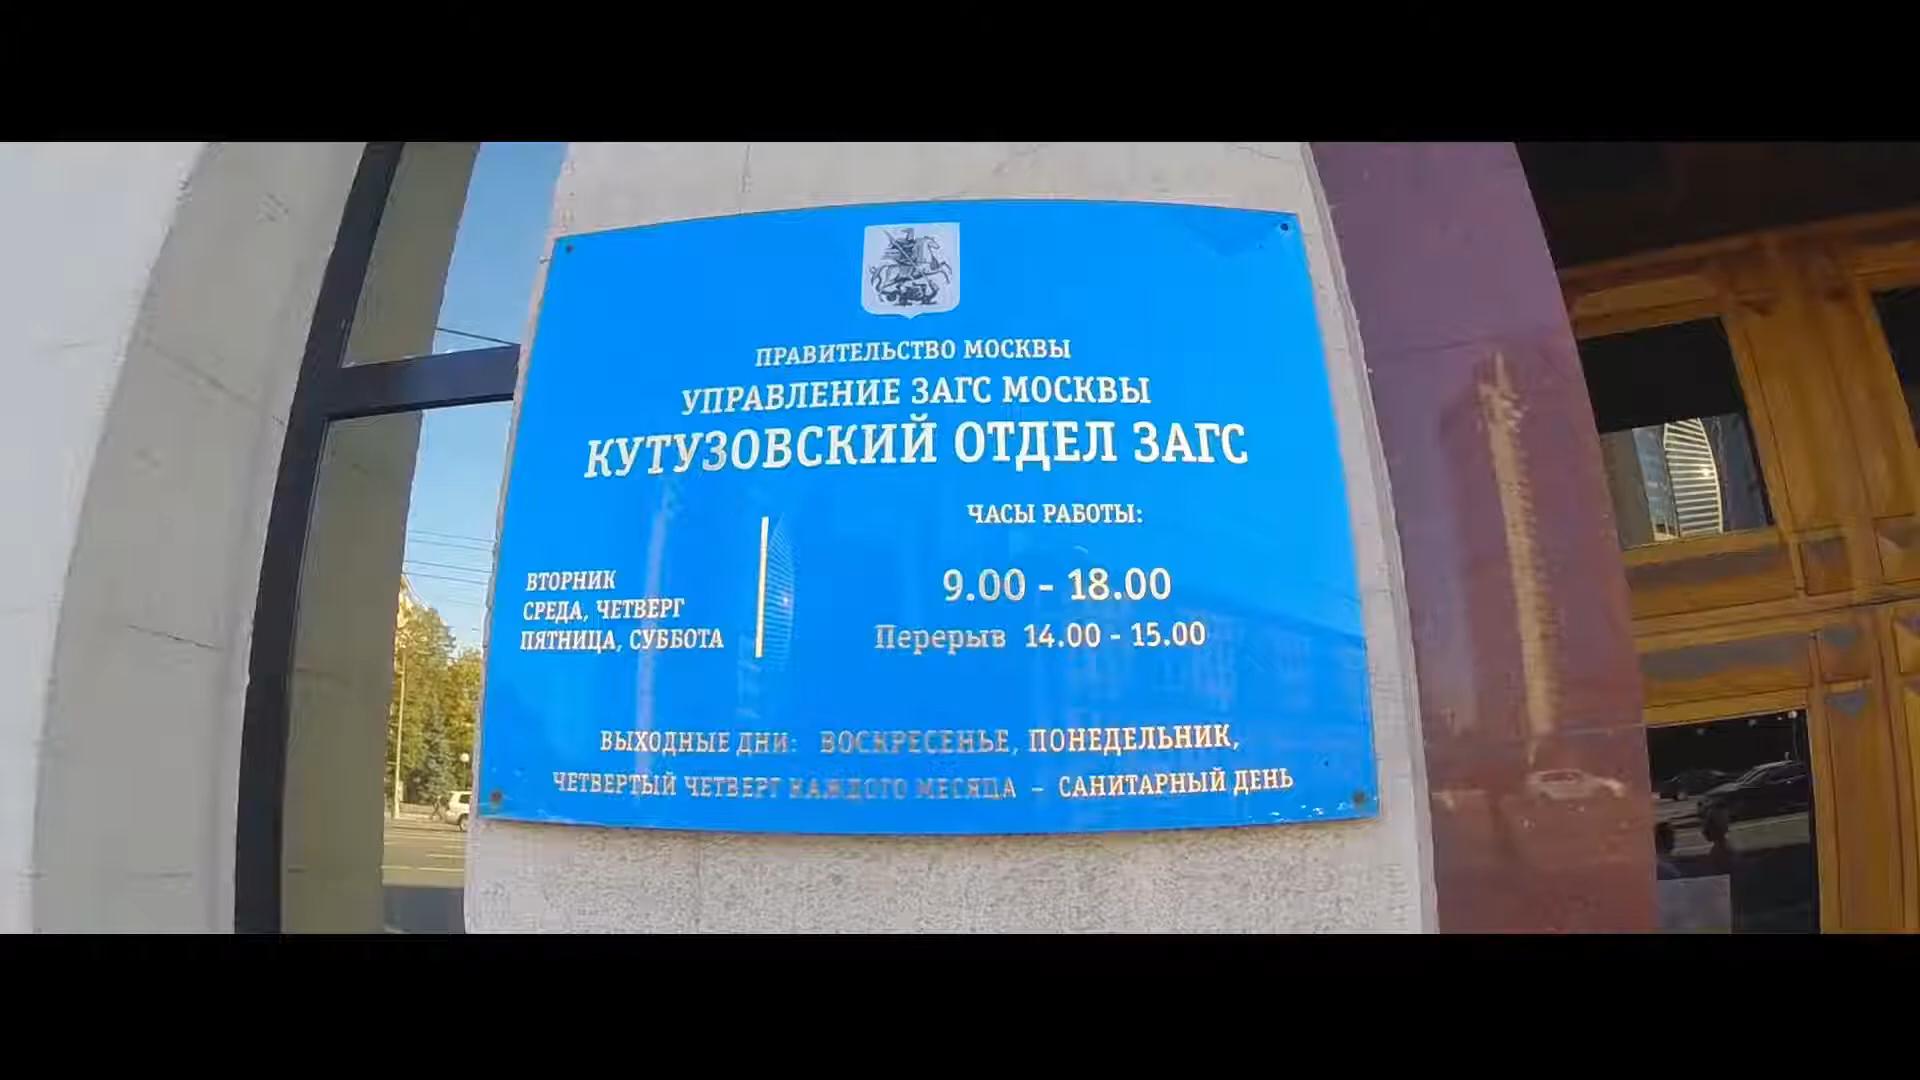 ПРАВИТЕЛЬСТВО МОСКВЫ
УПРАВЛЕНИЕ ЗАГС МОСКВЫ
КУТУЗОВСКИЙ ОТДЕЛ ЗАГС
ЧАСЫ РАБОТЫ:
ВТОРНИК
СРЕДА, ЧЕТВЕРГ
ПЯТНИЦА, СУББОТА
9.00 - 18.00
Перерыв 14.00 - 15.00
ВЫХОДНЫЕ ДНИ: ВОСКРЕСЕНЬЕ, ПОНЕДЕЛЬНИК,
ЧЕТВЕРТЫЙ ЧЕТВЕРГ КАЖДОГО МЕСЯЦА - САНИТАРНЫЙ ДЕНЬ